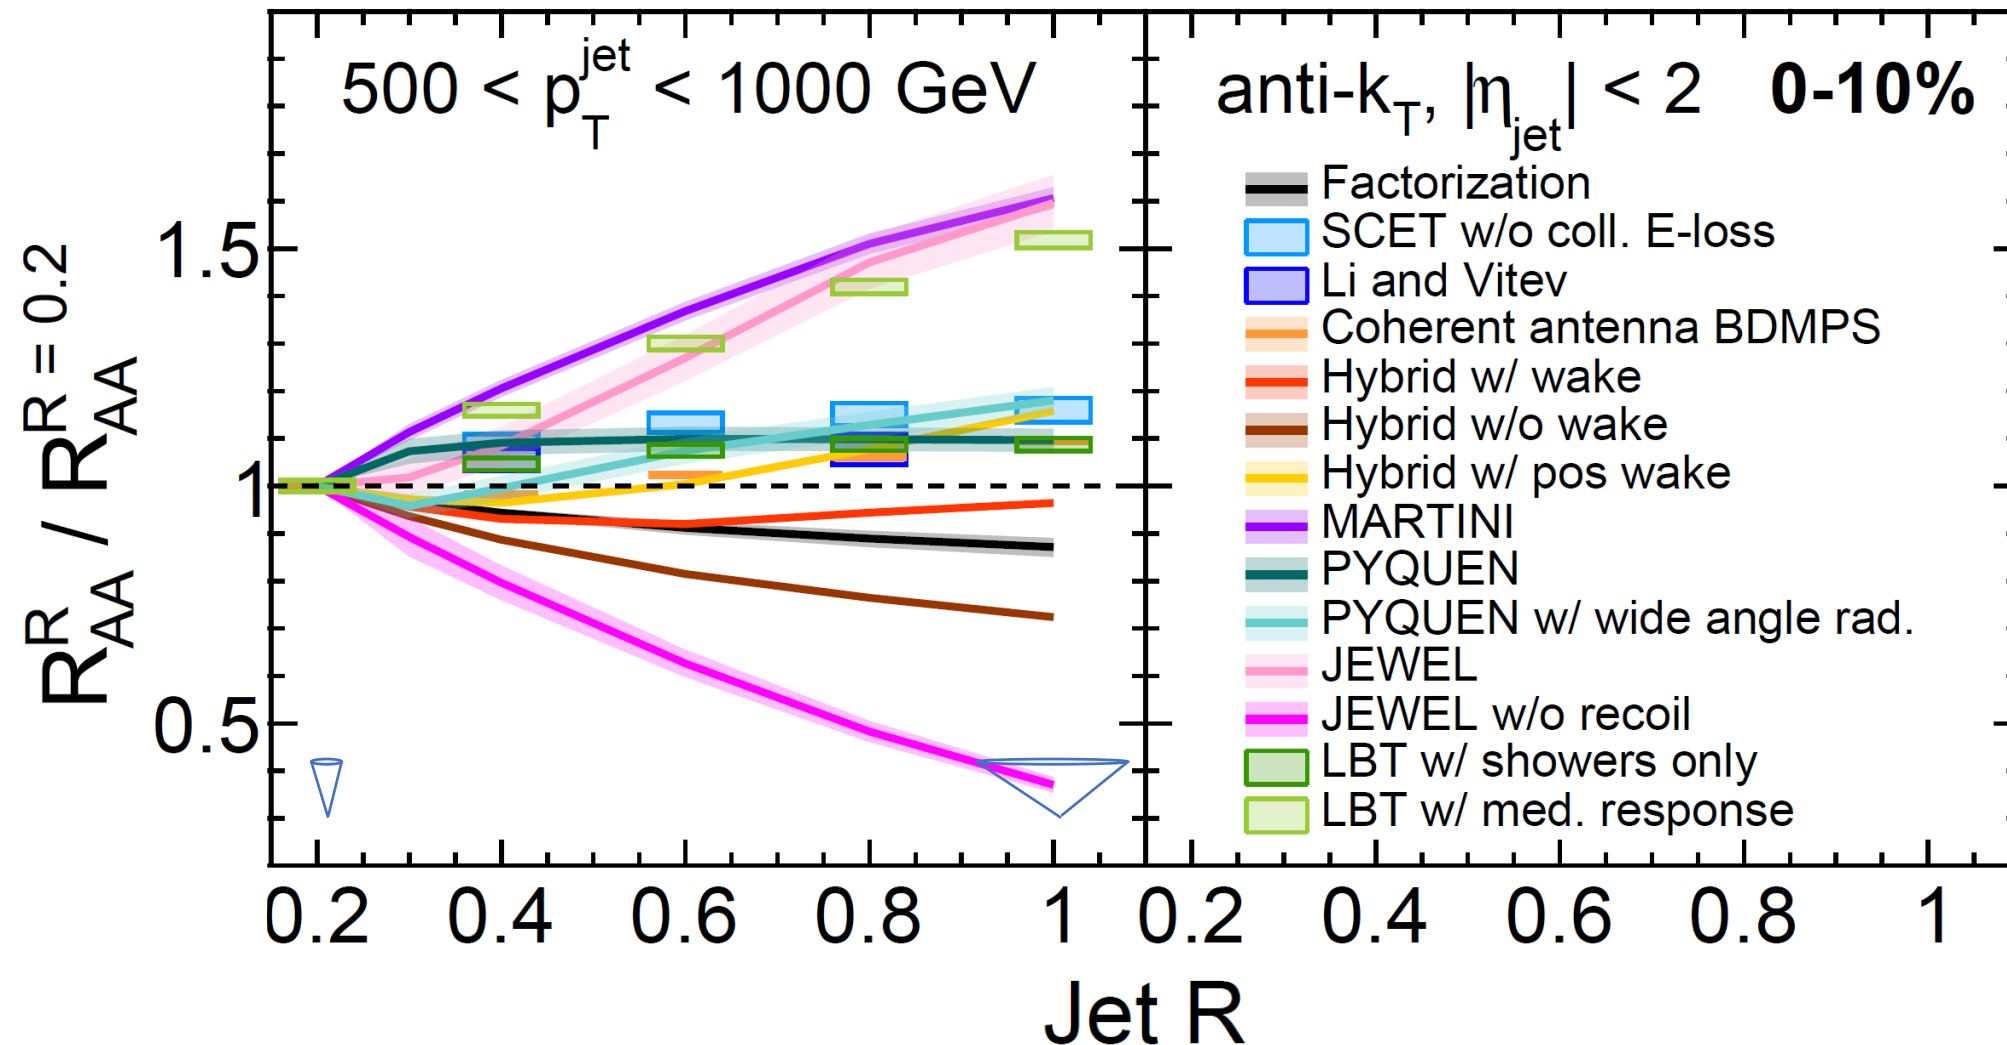 500 < p_T^jet < 1000 GeV
anti-k_T, |η_jet| < 2 0-10%
R_AA^R / R_AA^R = 0.2
1.5
1
0.5
Factorization
SCET w/o coll. E-loss
Li and Vitev
Coherent antenna BDMPS
Hybrid w/ wake
Hybrid w/o wake
Hybrid w/ pos wake
MARTINI
PYQUEN
PYQUEN w/ wide angle rad.
JEWEL
JEWEL w/o recoil
LBT w/ showers only
LBT w/ med. response
0.2 0.4 0.6 0.8 1 0.2 0.4 0.6 0.8 1
Jet R